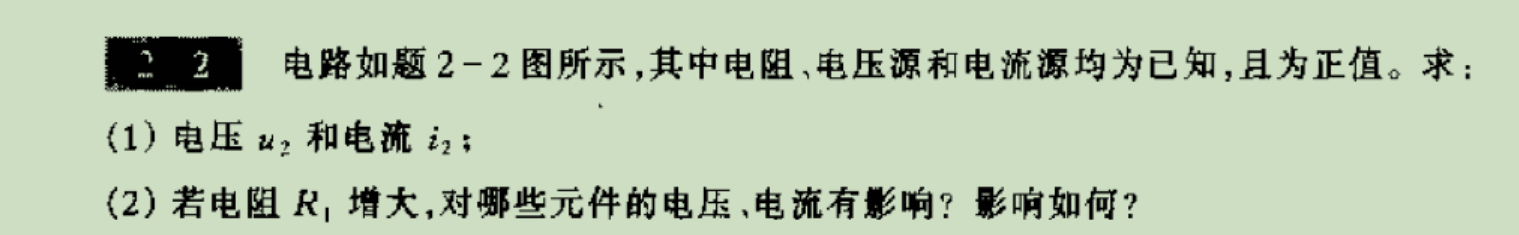 2-2 电路如题2-2图所示,其中电阻、电压源和电流源均为已知,且为正值。求:
(1) 电压 u₂ 和电流 i₂;
(2) 若电阻 R₁ 增大,对哪些元件的电压、电流有影响? 影响如何?